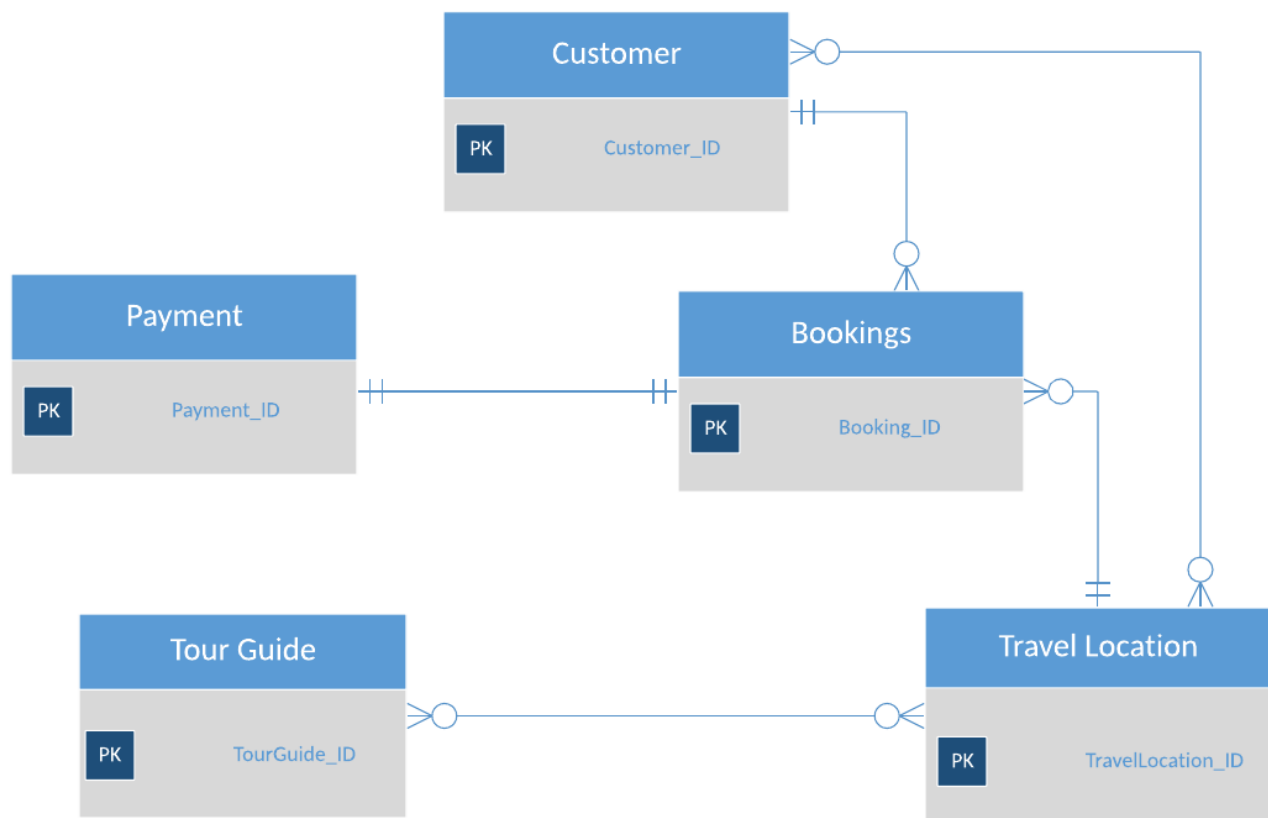 Customer
PK Customer_ID
Payment
PK Payment_ID
Bookings
PK Booking_ID
Tour Guide
PK TourGuide_ID
Travel Location
PK TravelLocation_ID